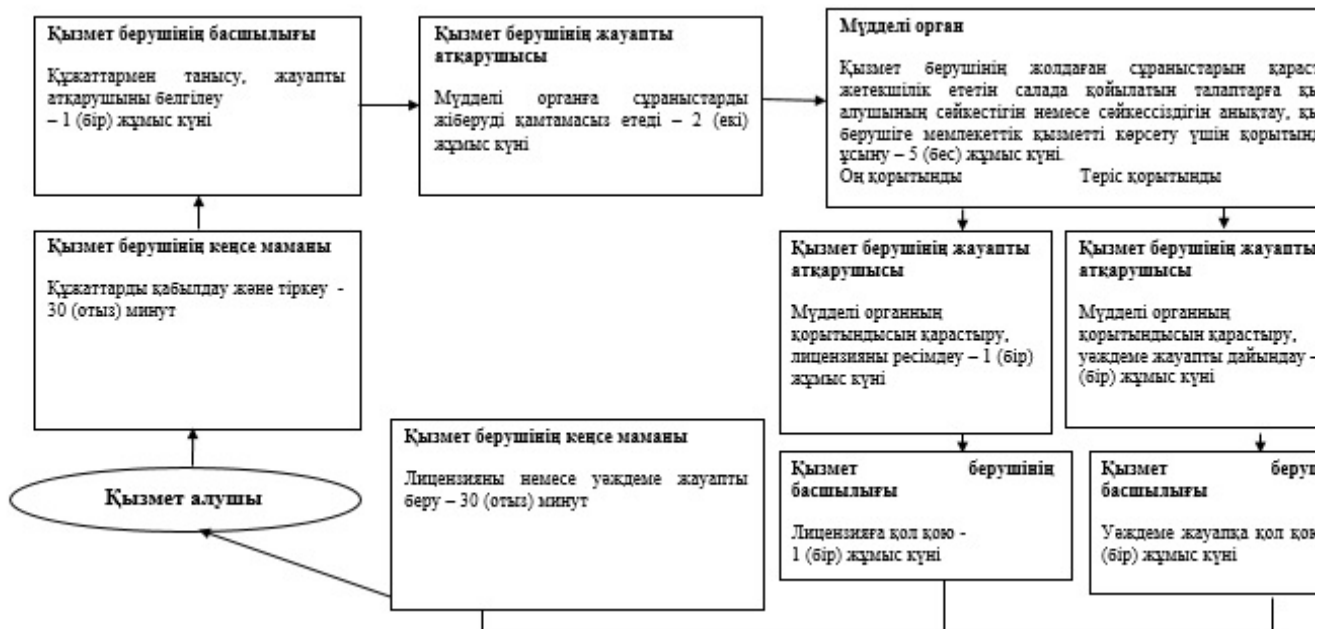 Қызмет берушінің басшылығы
Құжаттармен танысу, жауапты
атқарушыны белгілеу
– 1 (бір) жұмыс күні
Қызмет берушінің жауапты
атқарушысы
Мүдделі органға сұраныстарды
жіберуді қамтамасыз етеді – 2 (екі)
жұмыс күні
Мүдделі орган
Қызмет берушінің жолдаған сұраныстарын
жетекшілік ететін салада қойылатын талаптарға
алушының сәйкестігін немесе сәйкессіздігін анықтау,
берушіге мемлекеттік қызметті көрсету үшін
ұсыну – 5 (бес) жұмыс күні.
Оң қорытынды Теріс қорытынды
Қызмет берушінің кеңсе маманы
Құжаттарды қабылдау және тіркеу -
30 (отыз) минут
Қызмет берушінің жауапты
атқарушысы
Мүдделі органның
қорытындысын қарастыру,
лицензияны ресімдеу – 1 (бір)
жұмыс күні
Қызмет берушінің жауапты
атқарушысы
Мүдделі органның
қорытындысын қарастыру,
уәждеме жауапты дайындау -
(бір) жұмыс күні
Қызмет алушы
Қызмет берушінің кеңсе маманы
Лицензияны немесе уәждеме жауапты
беру – 30 (отыз) минут
Қызмет берушінің
басшылығы
Лицензияға қол қою -
1 (бір) жұмыс күні
Қызмет
басшылығы
Уәждеме жауапқа қол
(бір) жұмыс күні